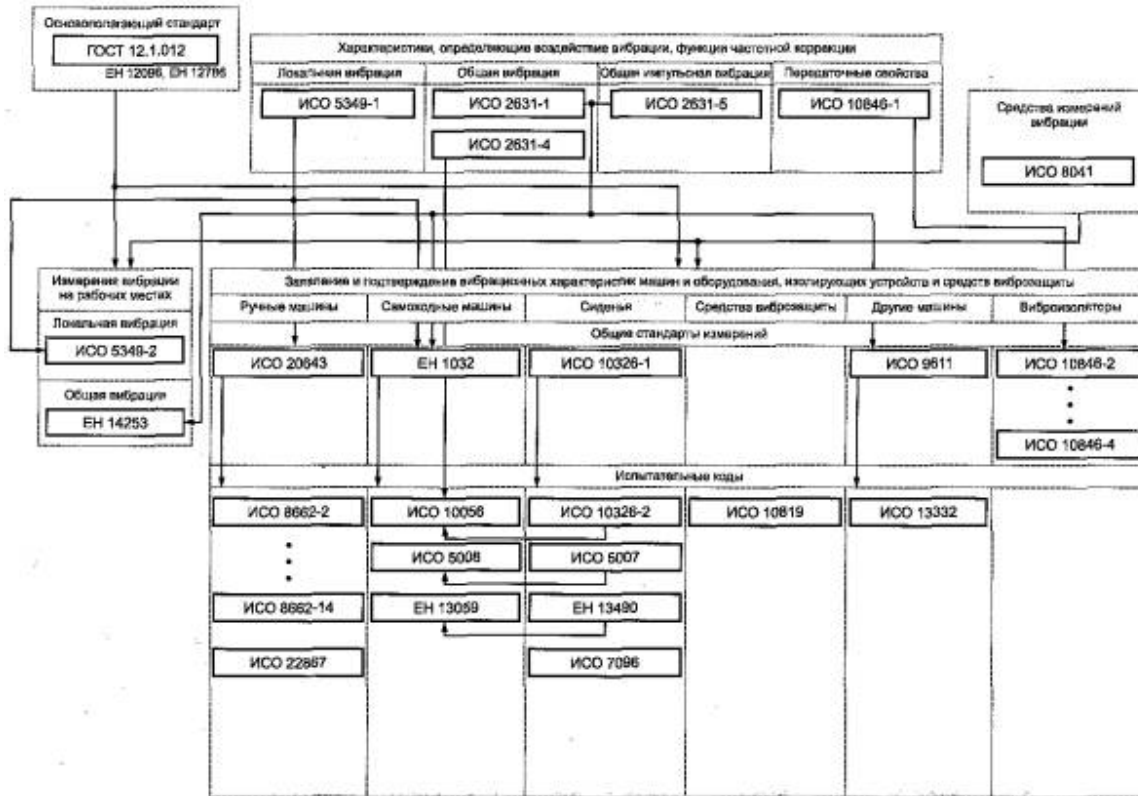 Основополагающий стандарт
ГОСТ 12.1.012
ЕН 12096, ЕН 12786
Характеристики, определяющие воздействие вибрации, функции частотной коррекции
Локальная вибрация
Общая вибрация
Общая импульсная вибрация
Передаточные свойства
ИСО 5349-1
ИСО 2631-1
ИСО 2631-5
ИСО 10846-1
ИСО 2631-4
Средства измерений
вибрации
ИСО 8041
Измерения вибрации
на рабочих местах
Локальная вибрация
ИСО 5349-2
Общая вибрация
ЕН 14253
Заявление и подтверждение вибрационных характеристик машин и оборудования, изолирующих устройств и средств виброзащиты
Ручные машины
Самоходные машины
Сиденья
Средства виброзащиты
Другие машины
Виброизоляторы
Общие стандарты измерений
ИСО 20643
ЕН 1032
ИСО 10326-1
ИСО 9611
ИСО 10846-2
ИСО 10846-4
Испытательные коды
ИСО 8662-2
ИСО 10056
ИСО 10326-2
ИСО 10819
ИСО 13332
ИСО 5008
ИСО 5007
ИСО 8662-14
ЕН 13059
ЕН 13490
ИСО 22867
ИСО 7096